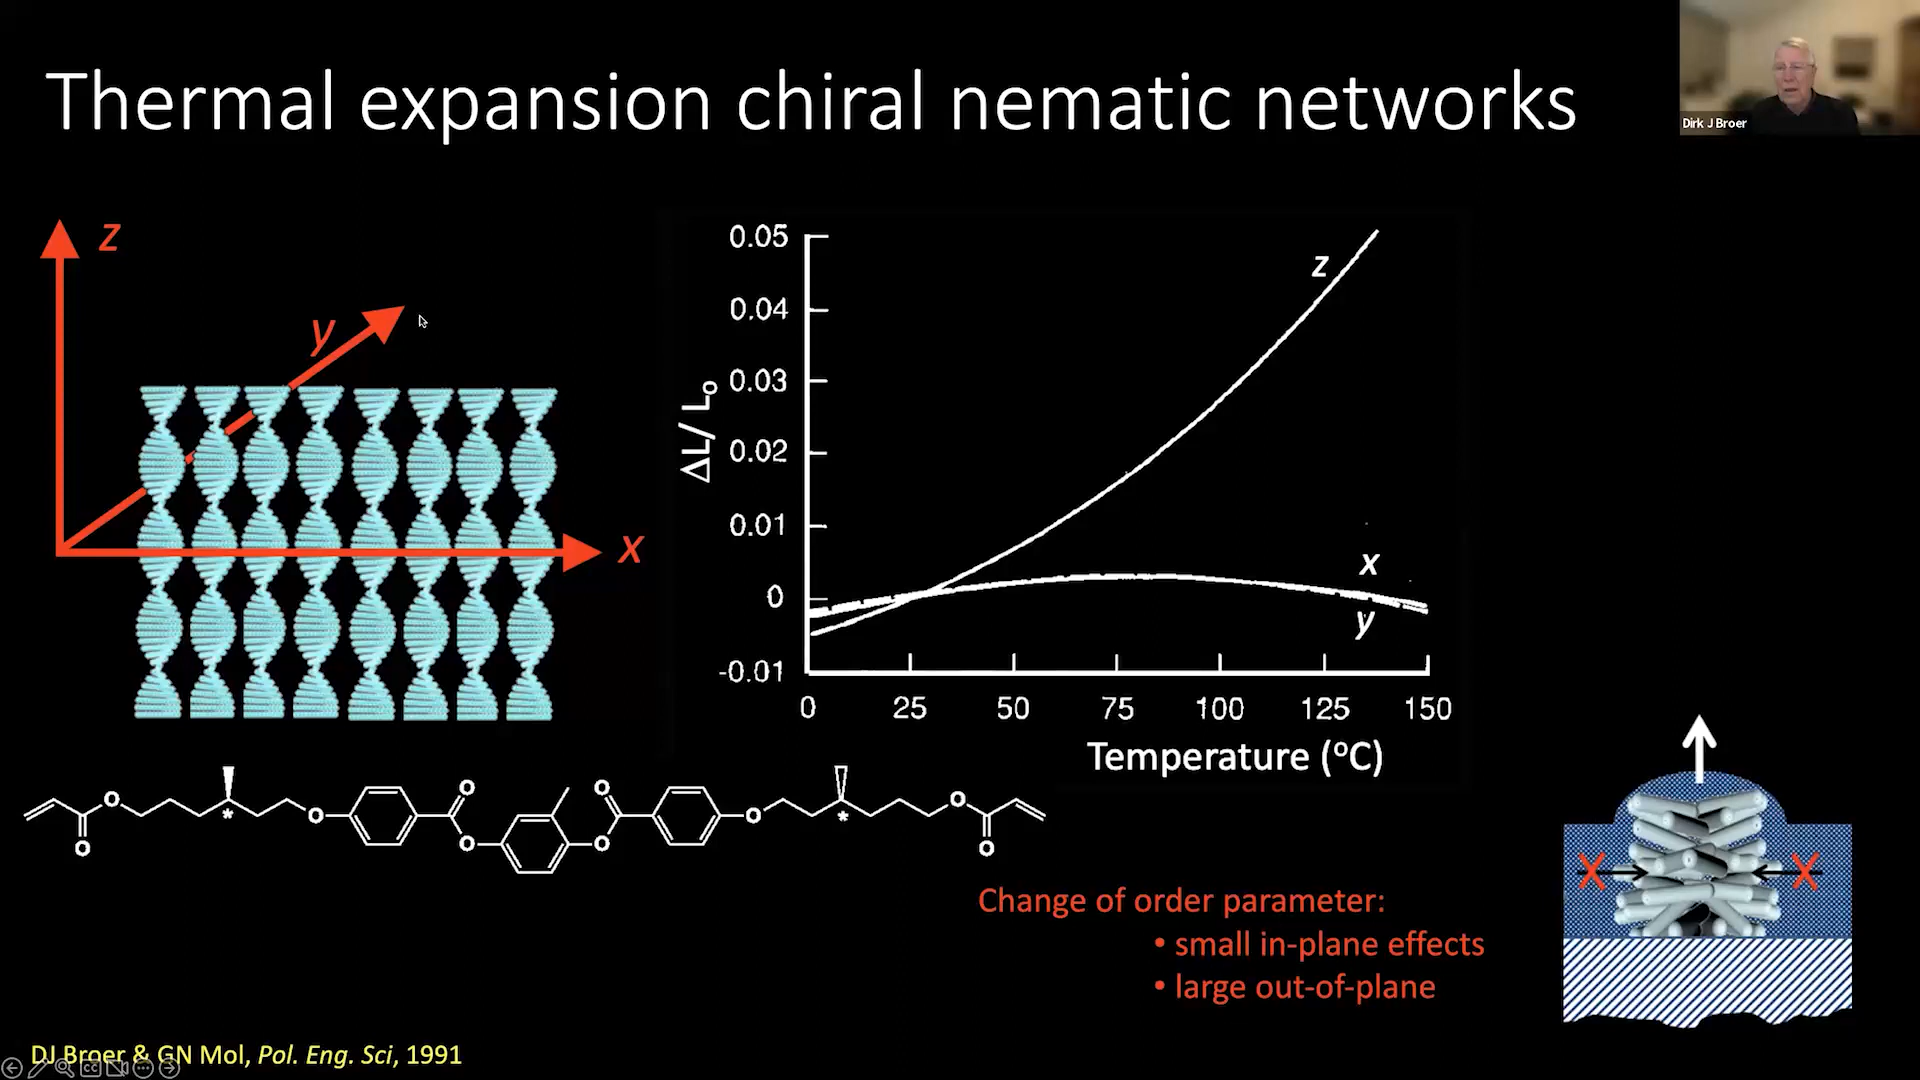 Thermal expansion chiral nematic networks
Dirk J Broer
z
y
x
0.05
0.04
0.03
0.02
0.01
0
-0.01
ΔL/ L₀
z
x
y
0 25 50 75 100 125 150
Temperature (°C)
O O O O O CH O O O O
Change of order parameter:
• small in-plane effects
• large out-of-plane
X X
DJ Broer & GN Mol, Pol. Eng. Sci, 1991